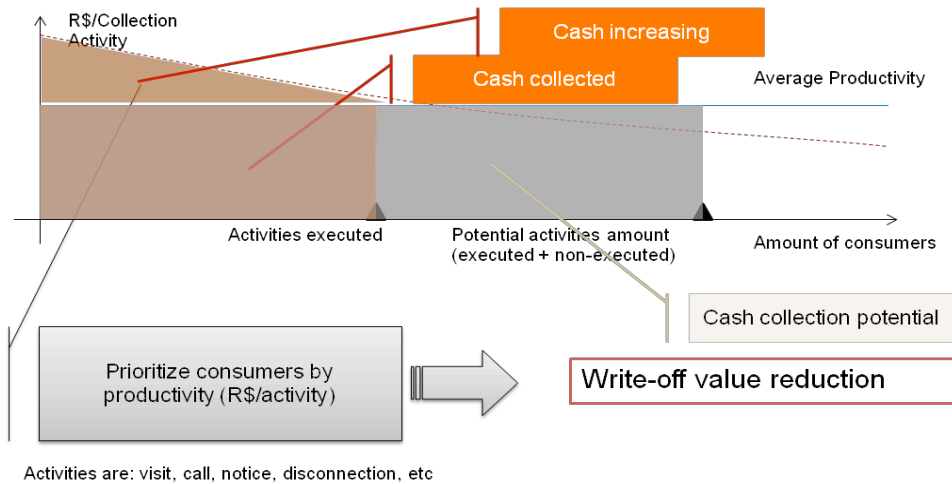 R$/Collection
Activity
Cash increasing
Cash collected
Average Productivity
Activities executed
Potential activities amount
(executed + non-executed)
Amount of consumers
Cash collection potential
Prioritize consumers by
productivity (R$/activity)
Write-off value reduction
Activities are: visit, call, notice, disconnection, etc